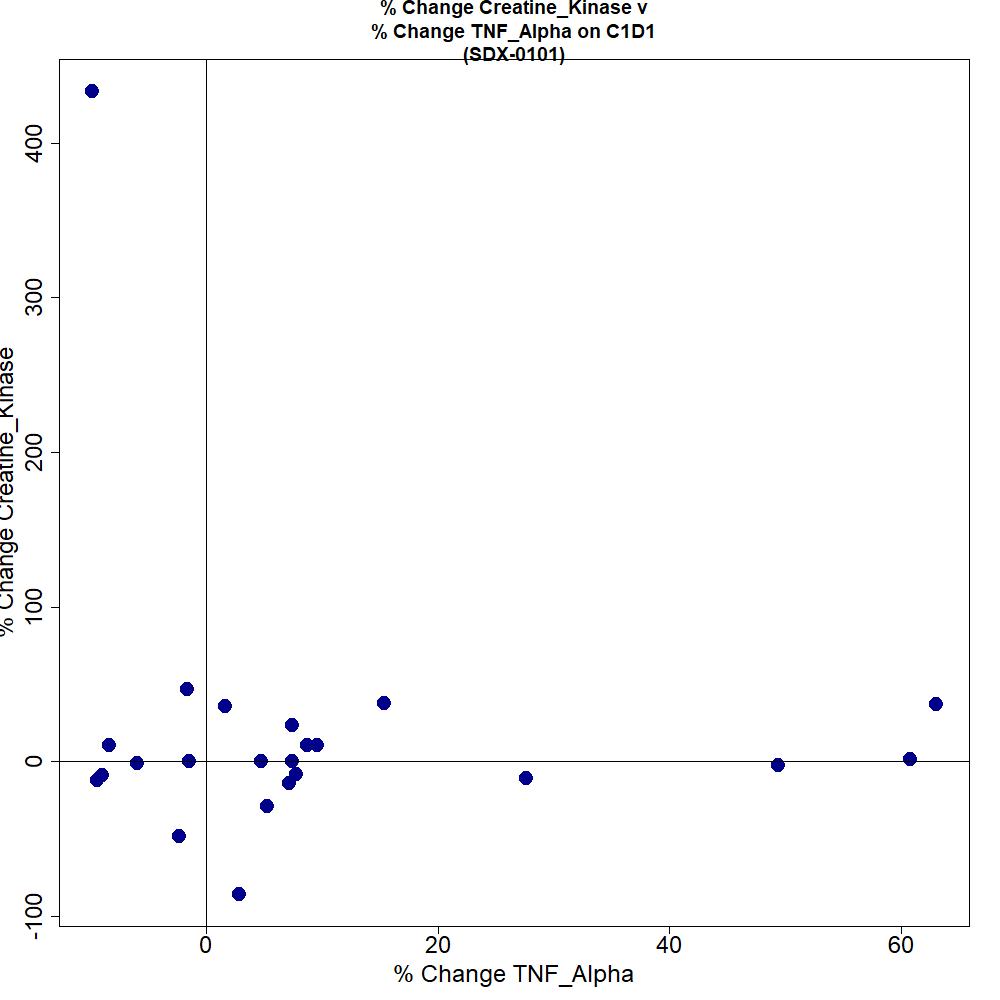 % Change Creatine_Kinase v
% Change TNF_Alpha on C1D1
(SDX-0101)
% Change Creatine_Kinase
400
300
200
100
0
-100
0
20
40
60
% Change TNF_Alpha